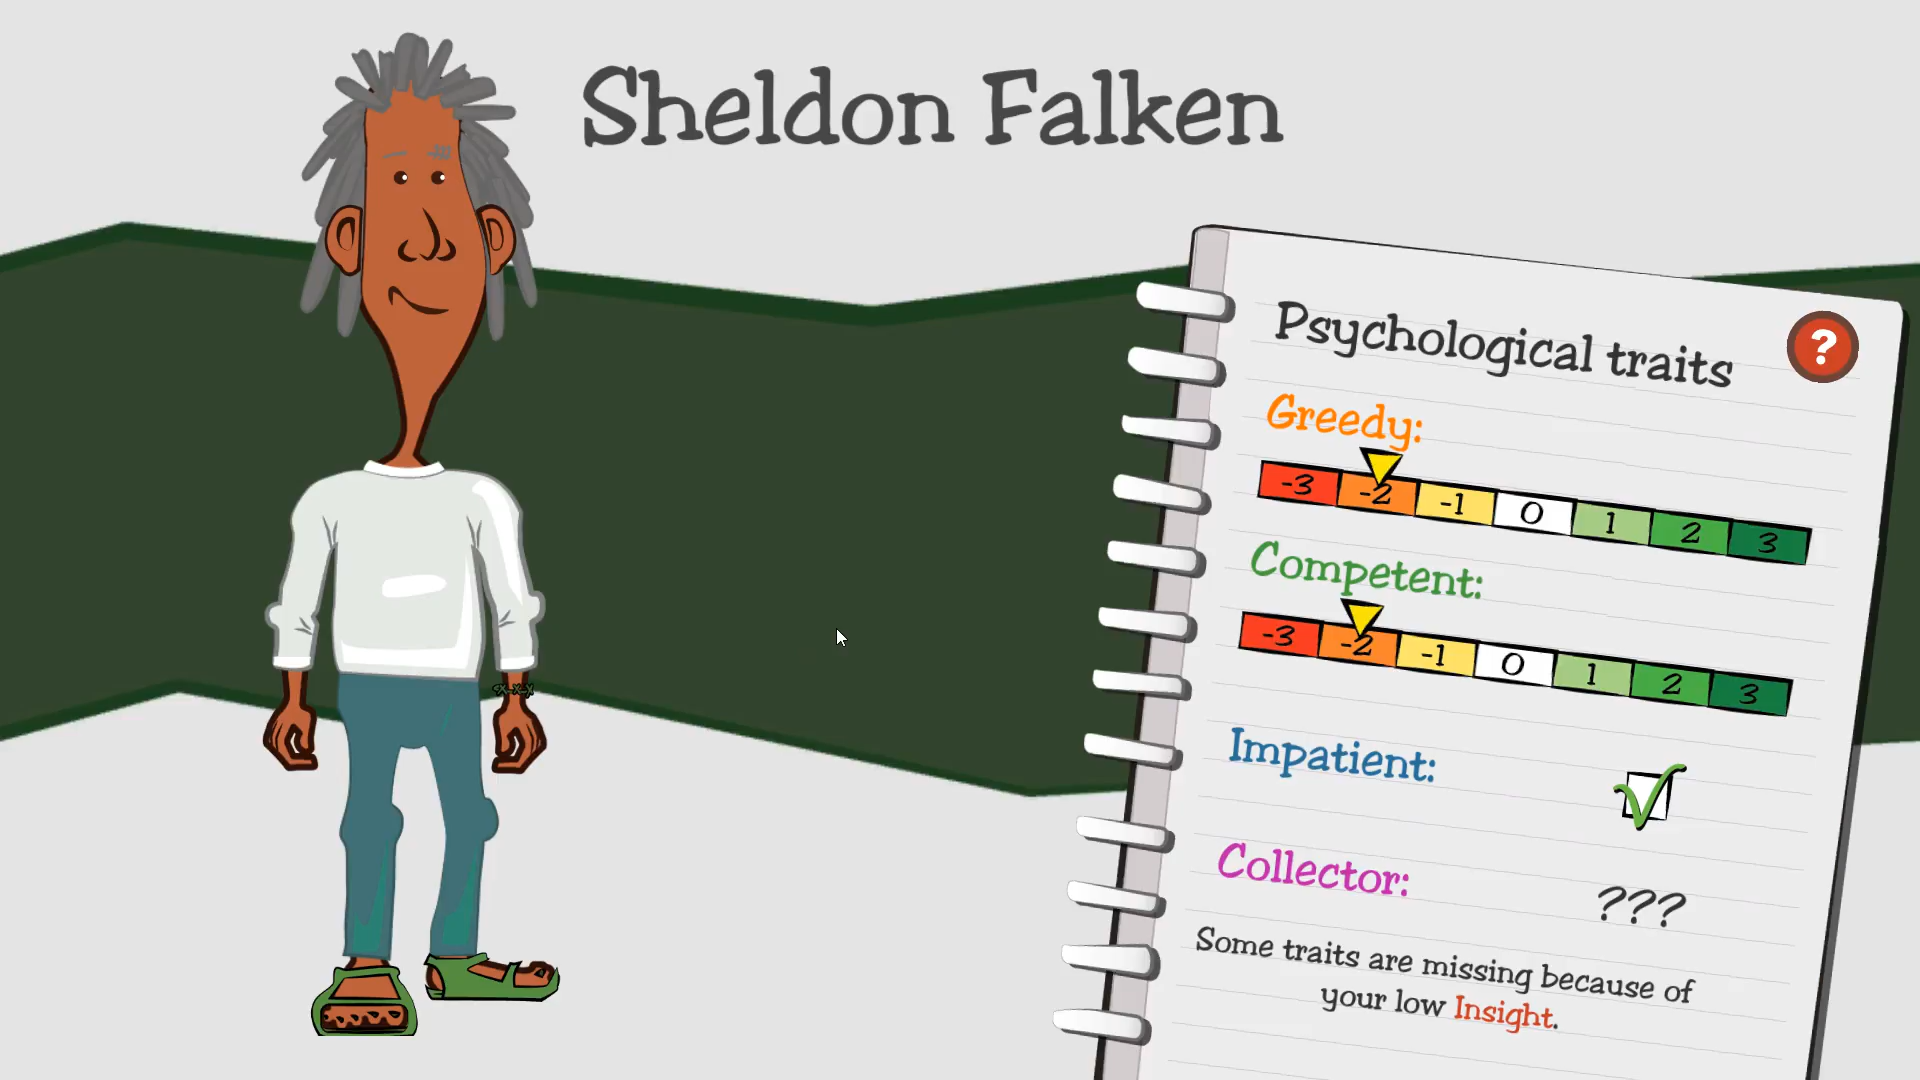 Sheldon Falken
Psychological traits
?
Greedy:
-3 -2 -1 0 1 2 3
Competent:
-3 -2 -1 0 1 2 3
Impatient:
Collector:
???
Some traits are missing because of
your low Insight.